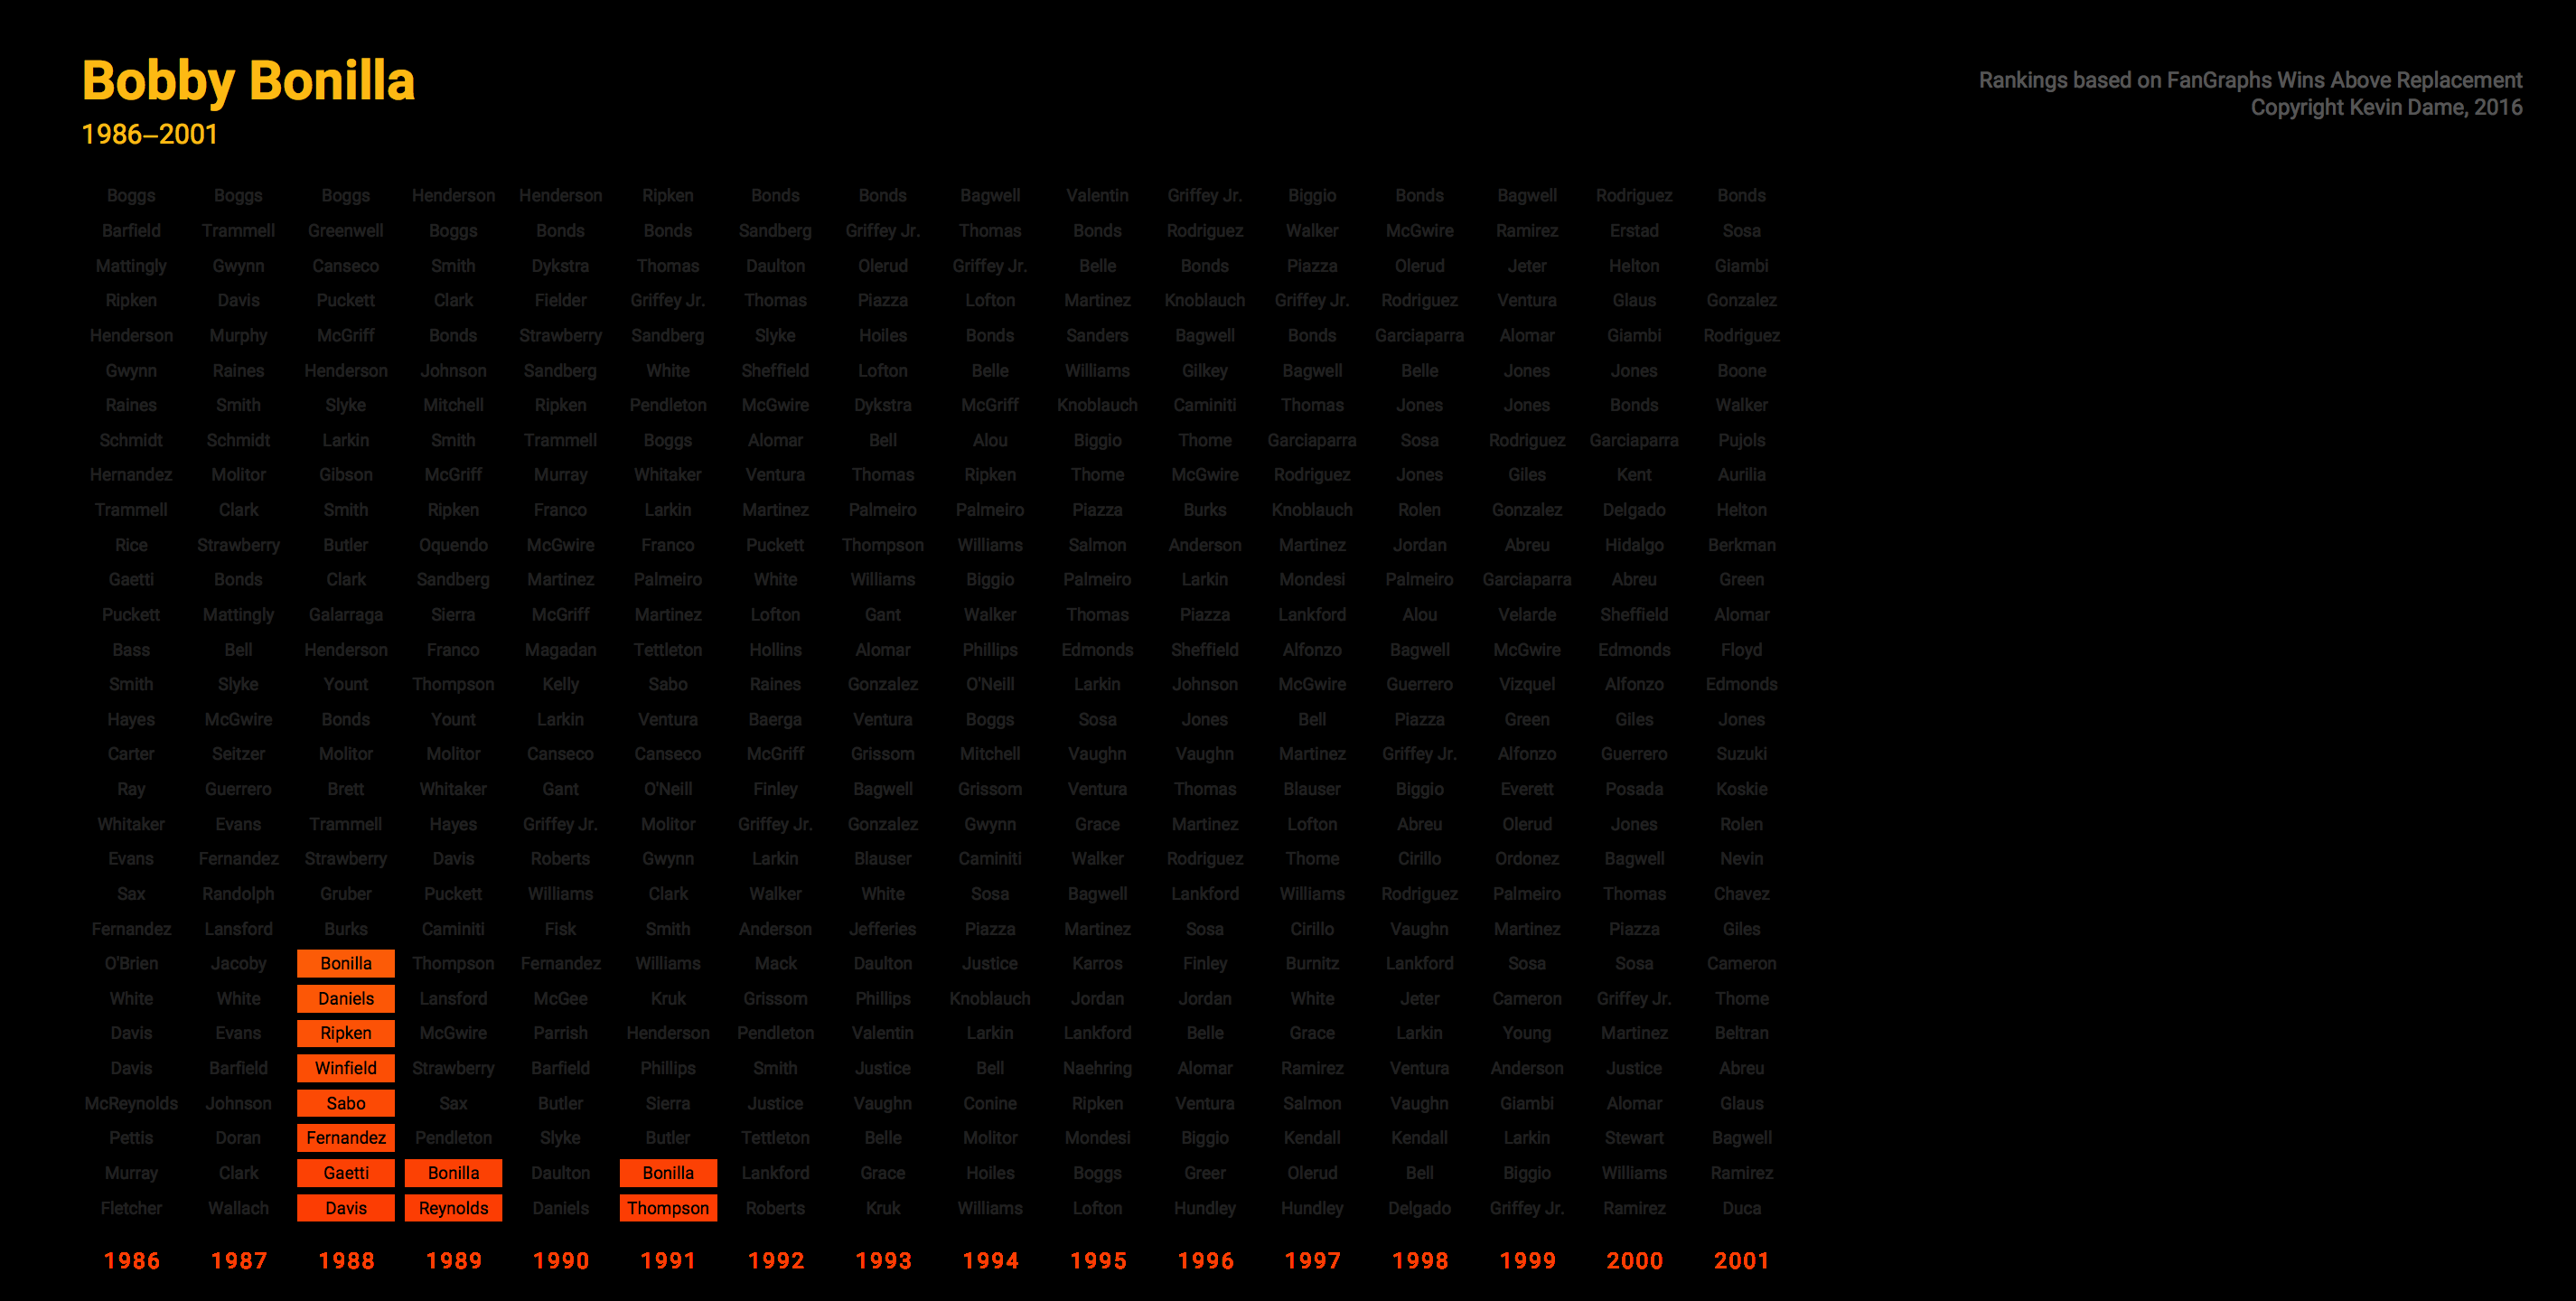 Bobby Bonilla
1986–2001
Rankings based on FanGraphs Wins Above Replacement
Copyright Kevin Dame, 2016
Boggs Boggs Boggs Henderson Henderson Ripken Bonds Bonds Bagwell Valentin Griffey Jr. Biggio Bonds Bagwell Rodriguez Bonds
Barfield Trammell Greenwell Boggs Bonds Bonds Sandberg Griffey Jr. Thomas Bonds Rodriguez Walker McGwire Ramirez Erstad Sosa
Mattingly Gwynn Canseco Smith Dykstra Thomas Daulton Olerud Griffey Jr. Belle Bonds Piazza Olerud Jeter Helton Giambi
Ripken Davis Puckett Clark Fielder Griffey Jr. Thomas Piazza Lofton Martinez Knoblauch Griffey Jr. Rodriguez Ventura Glaus Gonzalez
Henderson Murphy McGriff Bonds Strawberry Sandberg Slyke Hoiles Bonds Sanders Bagwell Bonds Garciaparra Alomar Giambi Rodriguez
Gwynn Raines Henderson Johnson Sandberg White Sheffield Lofton Belle Williams Gilkey Bagwell Belle Jones Jones Boone
Raines Smith Slyke Mitchell Ripken Pendleton McGwire Dykstra McGriff Knoblauch Caminiti Thomas Jones Jones Bonds Walker
Schmidt Schmidt Larkin Smith Trammell Boggs Alomar Bell Alou Biggio Thome Garciaparra Sosa Rodriguez Garciaparra Pujols
Hernandez Molitor Gibson McGriff Murray Whitaker Ventura Thomas Ripken Thome McGwire Rodriguez Jones Giles Kent Aurilia
Trammell Clark Smith Ripken Franco Larkin Martinez Palmeiro Palmeiro Piazza Burks Knoblauch Rolen Gonzalez Delgado Helton
Rice Strawberry Butler Oquendo McGwire Franco Puckett Thompson Williams Salmon Anderson Martinez Jordan Abreu Hidalgo Berkman
Gaetti Bonds Clark Sandberg Martinez Palmeiro White Williams Biggio Palmeiro Larkin Mondesi Palmeiro Garciaparra Abreu Green
Puckett Mattingly Galarraga Sierra McGriff Martinez Lofton Gant Walker Thomas Piazza Lankford Alou Velarde Sheffield Alomar
Bass Bell Henderson Franco Magadan Tettleton Hollins Alomar Phillips Edmonds Sheffield Alfonzo Bagwell McGwire Edmonds Floyd
Smith Slyke Yount Thompson Kelly Sabo Raines Gonzalez O'Neill Larkin Johnson McGwire Guerrero Vizquel Alfonzo Edmonds
Hayes McGwire Bonds Yount Larkin Ventura Baerga Ventura Boggs Sosa Jones Bell Piazza Green Giles Jones
Carter Seitzer Molitor Molitor Canseco Canseco McGriff Grissom Mitchell Vaughn Vaughn Martinez Griffey Jr. Alfonzo Guerrero Suzuki
Ray Guerrero Brett Whitaker Gant O'Neill Finley Bagwell Grissom Ventura Thomas Blauser Biggio Everett Posada Koskie
Whitaker Evans Trammell Hayes Griffey Jr. Molitor Griffey Jr. Gonzalez Gwynn Grace Martinez Lofton Abreu Olerud Jones Rolen
Evans Fernandez Strawberry Davis Roberts Gwynn Larkin Blauser Caminiti Walker Rodriguez Thome Cirillo Ordonez Bagwell Nevin
Sax Randolph Gruber Puckett Williams Clark Walker White Sosa Bagwell Lankford Williams Rodriguez Palmeiro Thomas Chavez
Fernandez Lansford Burks Caminiti Fisk Smith Anderson Jefferies Piazza Martinez Sosa Cirillo Vaughn Martinez Piazza Giles
O'Brien Jacoby Bonilla Thompson Fernandez Williams Mack Daulton Justice Karros Finley Burnitz Lankford Sosa Sosa Cameron
White White Daniels Lansford McGee Kruk Grissom Phillips Knoblauch Jordan Jordan White Jeter Cameron Griffey Jr. Thome
Davis Evans Ripken McGwire Parrish Henderson Pendleton Valentin Larkin Lankford Belle Grace Larkin Young Martinez Beltran
Davis Barfield Winfield Strawberry Barfield Phillips Smith Justice Bell Naehring Alomar Ramirez Ventura Anderson Justice Abreu
McReynolds Johnson Sabo Sax Butler Sierra Justice Vaughn Conine Ripken Ventura Salmon Vaughn Giambi Alomar Glaus
Pettis Doran Fernandez Pendleton Slyke Butler Tettleton Belle Molitor Mondesi Biggio Kendall Kendall Larkin Stewart Bagwell
Murray Clark Gaetti Bonilla Daulton Bonilla Lankford Grace Hoiles Boggs Greer Olerud Bell Biggio Williams Ramirez
Fletcher Wallach Davis Reynolds Daniels Thompson Roberts Kruk Williams Lofton Hundley Hundley Delgado Griffey Jr. Ramirez Duca
1986 1987 1988 1989 1990 1991 1992 1993 1994 1995 1996 1997 1998 1999 2000 2001